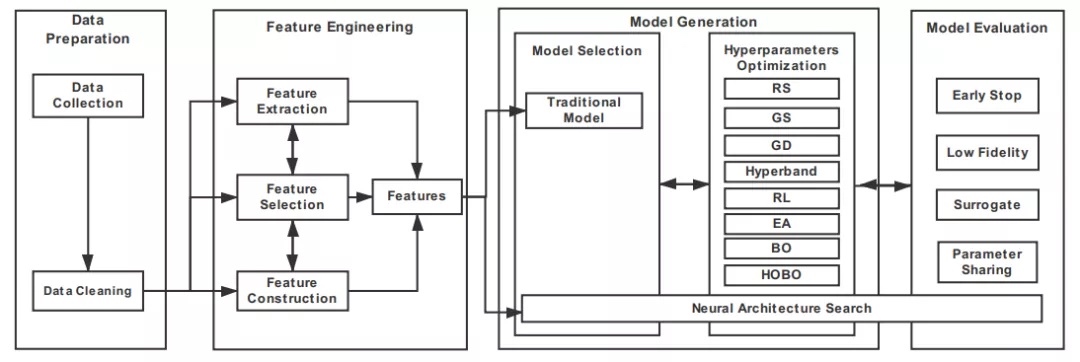 Data
Preparation
Data
Collection
Data Cleaning
Feature Engineering
Feature
Extraction
Feature
Selection
Feature
Construction
Features
Model Generation
Model Selection
Traditional
Model
Hyperparameters
Optimization
RS
GS
GD
Hyperband
RL
EA
BO
HOBO
Neural Architecture Search
Model Evaluation
Early Stop
Low Fidelity
Surrogate
Parameter
Sharing